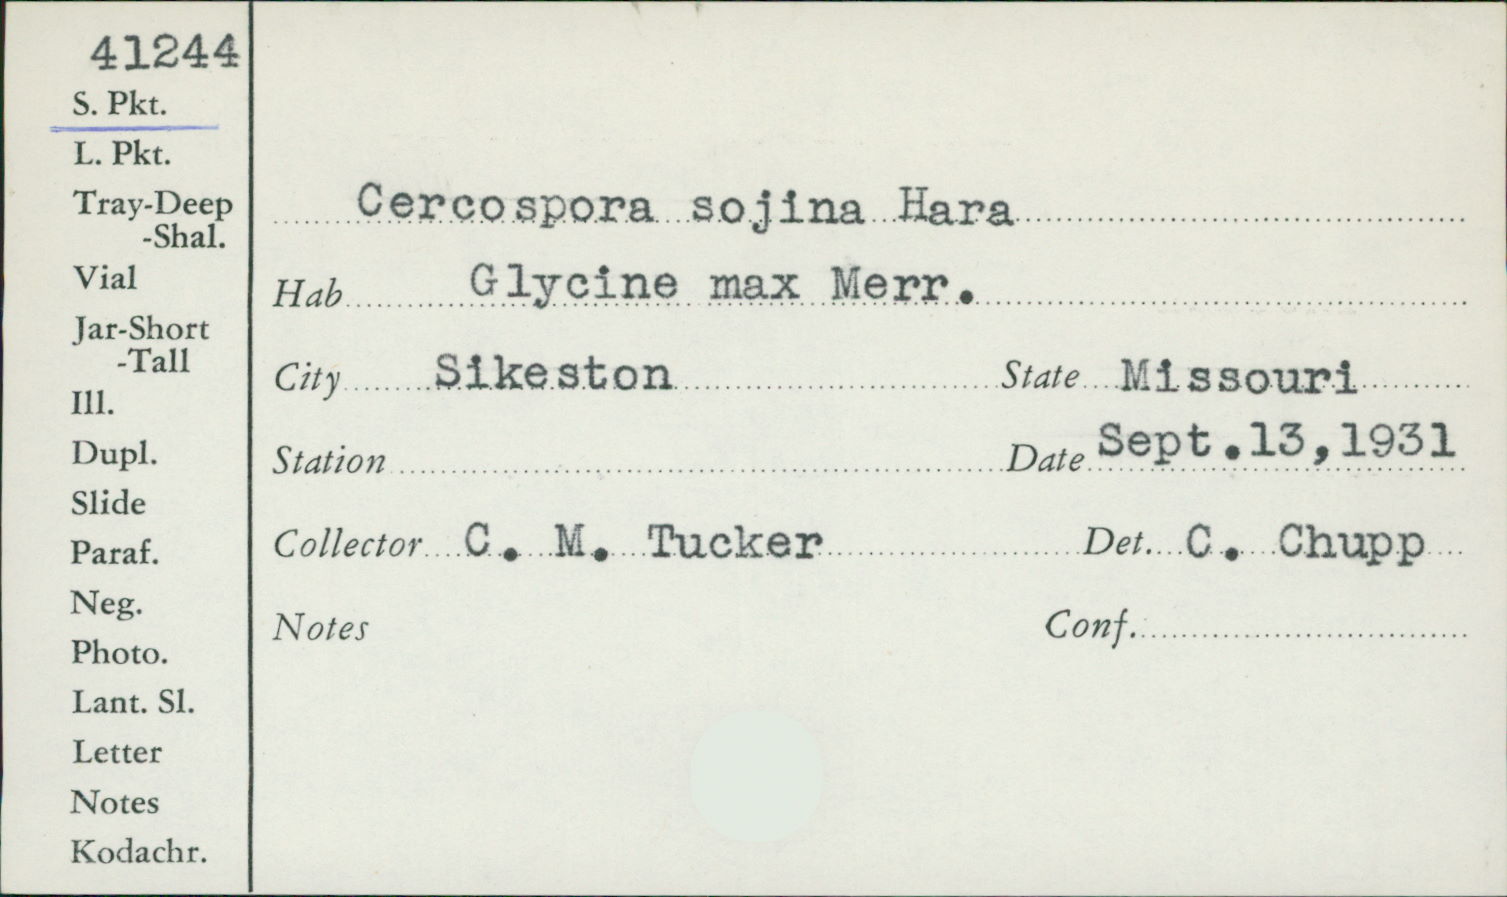 41244
S. Pkt.
L. Pkt.
Tray-Deep
-Shal.
Vial
Jar-Short
-Tall
Ill.
Dupl.
Slide
Paraf.
Neg.
Photo.
Lant. Sl.
Letter
Notes
Kodachr.
Cercospora sojina Hara
Hab Glycine max Merr.
City Sikeston State Missouri
Station Date Sept.13,1931
Collector C. M. Tucker Det. C. Chupp
Notes Conf.